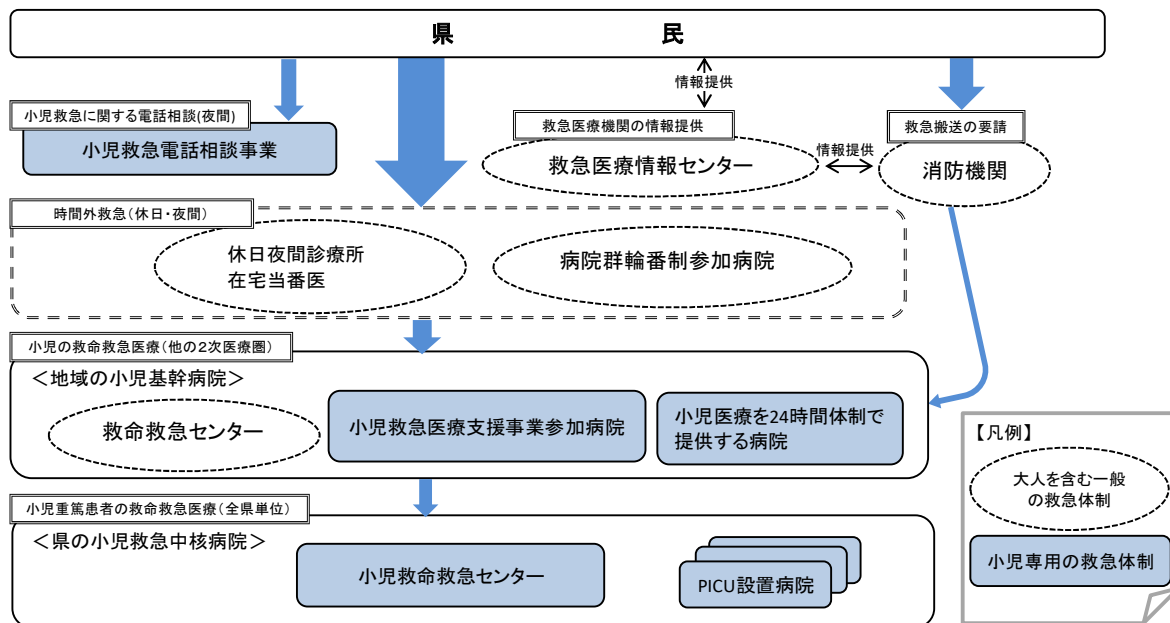 県　民
情報提供
小児救急に関する電話相談(夜間)
小児救急電話相談事業
救急医療機関の情報提供
救急医療情報センター
情報提供
救急搬送の要請
消防機関
時間外救急（休日・夜間）
休日夜間診療所
在宅当番医
病院群輪番制参加病院
小児の救命救急医療（他の２次医療圏）
＜地域の小児基幹病院＞
救命救急センター
小児救急医療支援事業参加病院
小児医療を24時間体制で
提供する病院
小児重篤患者の救命救急医療（全県単位）
＜県の小児救急中核病院＞
小児救命救急センター
PICU設置病院
【凡例】
大人を含む一般
の救急体制
小児専用の救急体制